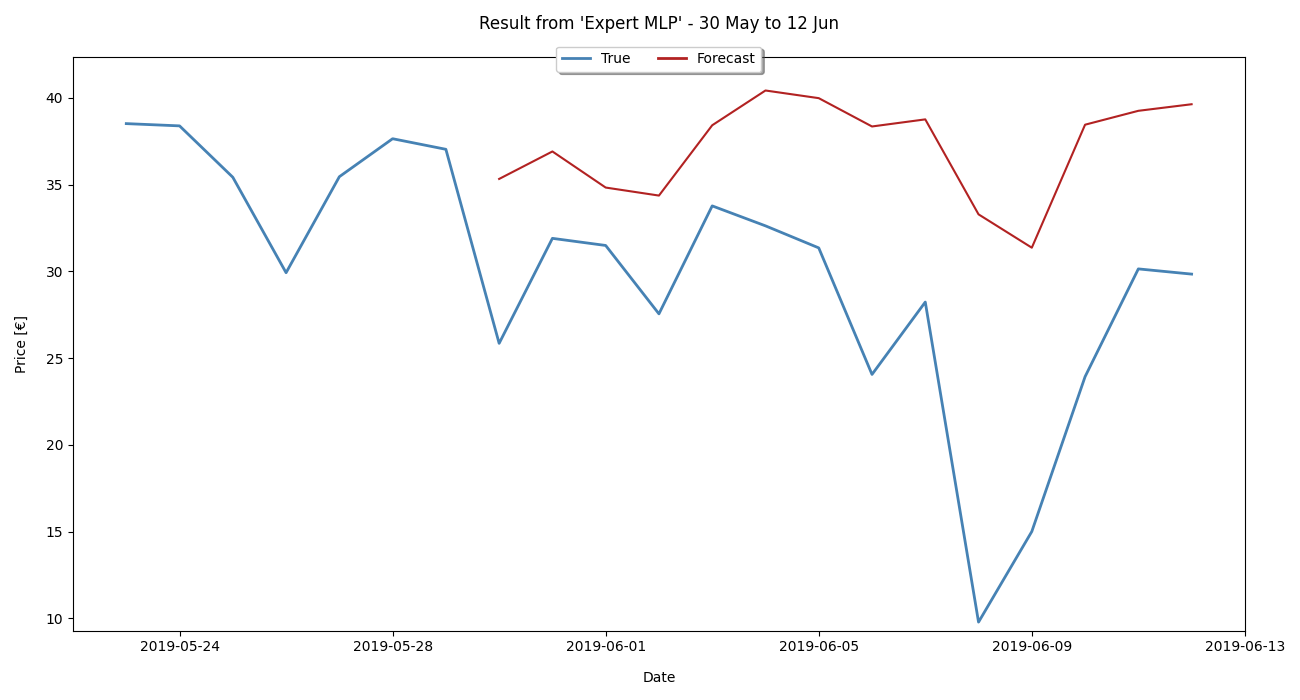 Result from 'Expert MLP' - 30 May to 12 Jun
True Forecast
40
35
30
25
20
15
10
Price [€]
2019-05-24 2019-05-28 2019-06-01 2019-06-05 2019-06-09 2019-06-13
Date